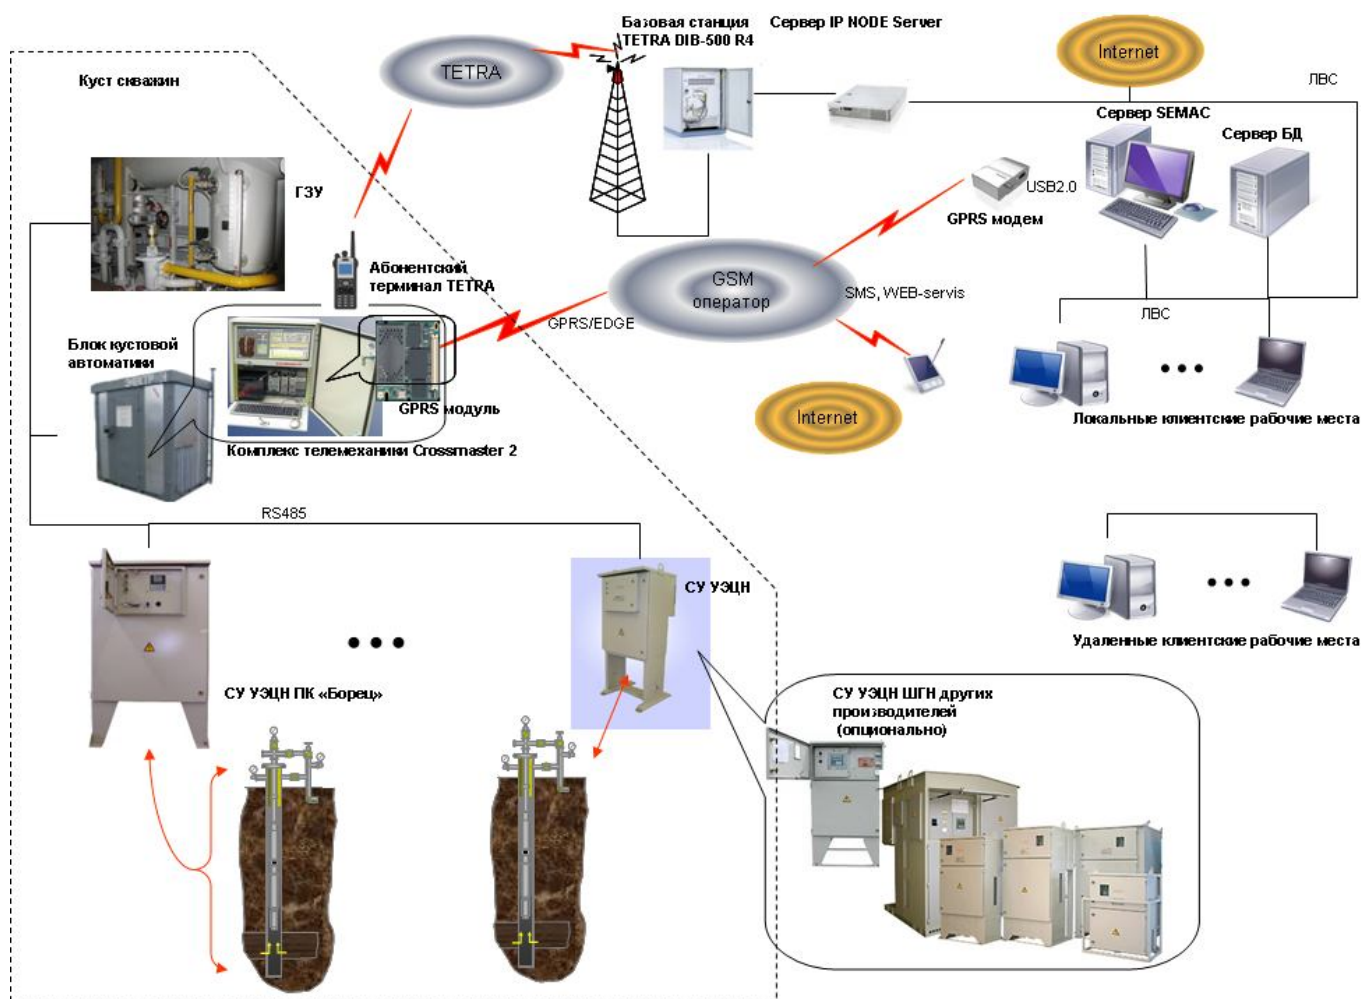 Базовая станция
TETRA DIB-500 R4
Сервер IP NODE Server
Internet
TETRA
ЛВС
Куст скважин
Сервер SEMAC
Сервер БД
ГЗУ
USB2.0
GPRS модем
Абонентский
терминал TETRA
GSM
оператор
SMS, WEB-servis
GPRS/EDGE
ЛВС
Блок кустовой
автоматики
GPRS модуль
Internet
Локальные клиентские рабочие места
Комплекс телемеханики Crossmaster 2
RS485
СУ УЭЦН
Удаленные клиентские рабочие места
СУ УЭЦН ПК «Борец»
СУ УЭЦН ШГН других
производителей
(опционально)